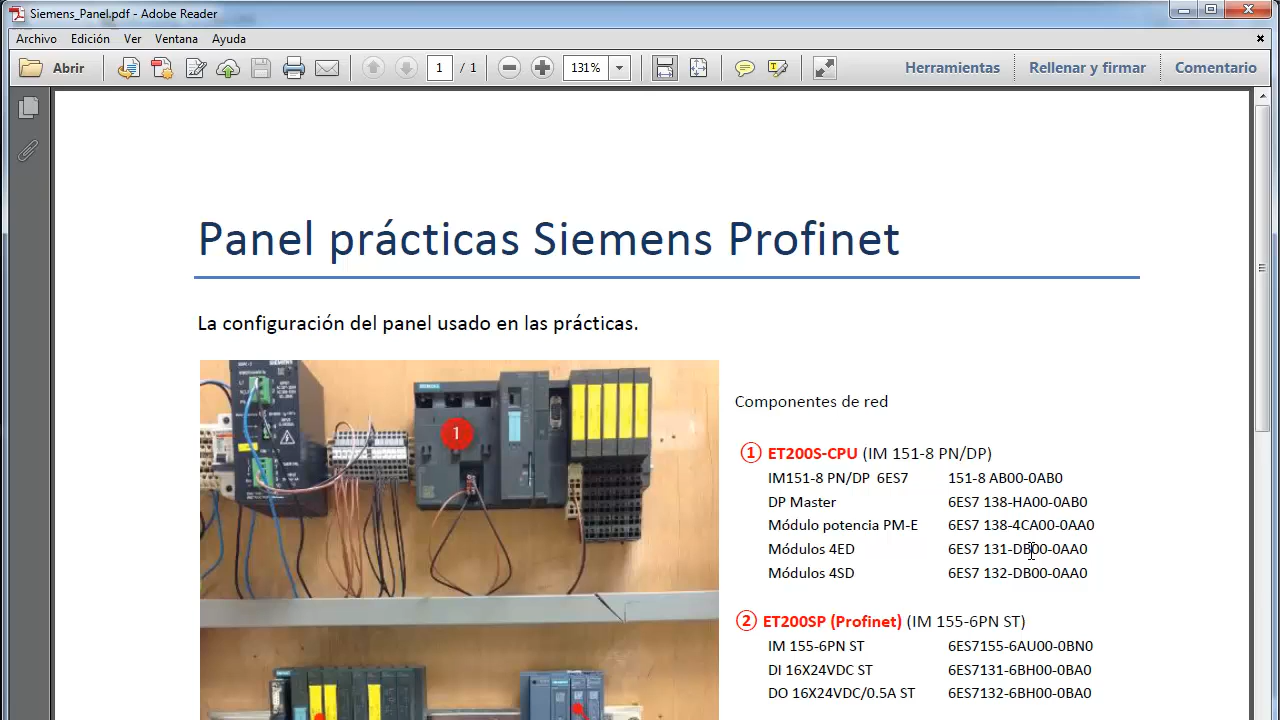 Siemens_Panel.pdf - Adobe Reader
Archivo Edición Ver Ventana Ayuda
Abrir 1 / 1 131% Herramientas Rellenar y firmar Comentario
Panel prácticas Siemens Profinet
La configuración del panel usado en las prácticas.
1
Componentes de red
1 ET200S-CPU (IM 151-8 PN/DP)
IM151-8 PN/DP 6ES7 151-8 AB00-0AB0
DP Master 6ES7 138-HA00-0AB0
Módulo potencia PM-E 6ES7 138-4CA00-0AA0
Módulos 4ED 6ES7 131-DB00-0AA0
Módulos 4SD 6ES7 132-DB00-0AA0
2 ET200SP (Profinet) (IM 155-6PN ST)
IM 155-6PN ST 6ES7155-6AU00-0BN0
DI 16X24VDC ST 6ES7131-6BH00-0BA0
DO 16X24VDC/0.5A ST 6ES7132-6BH00-0BA0